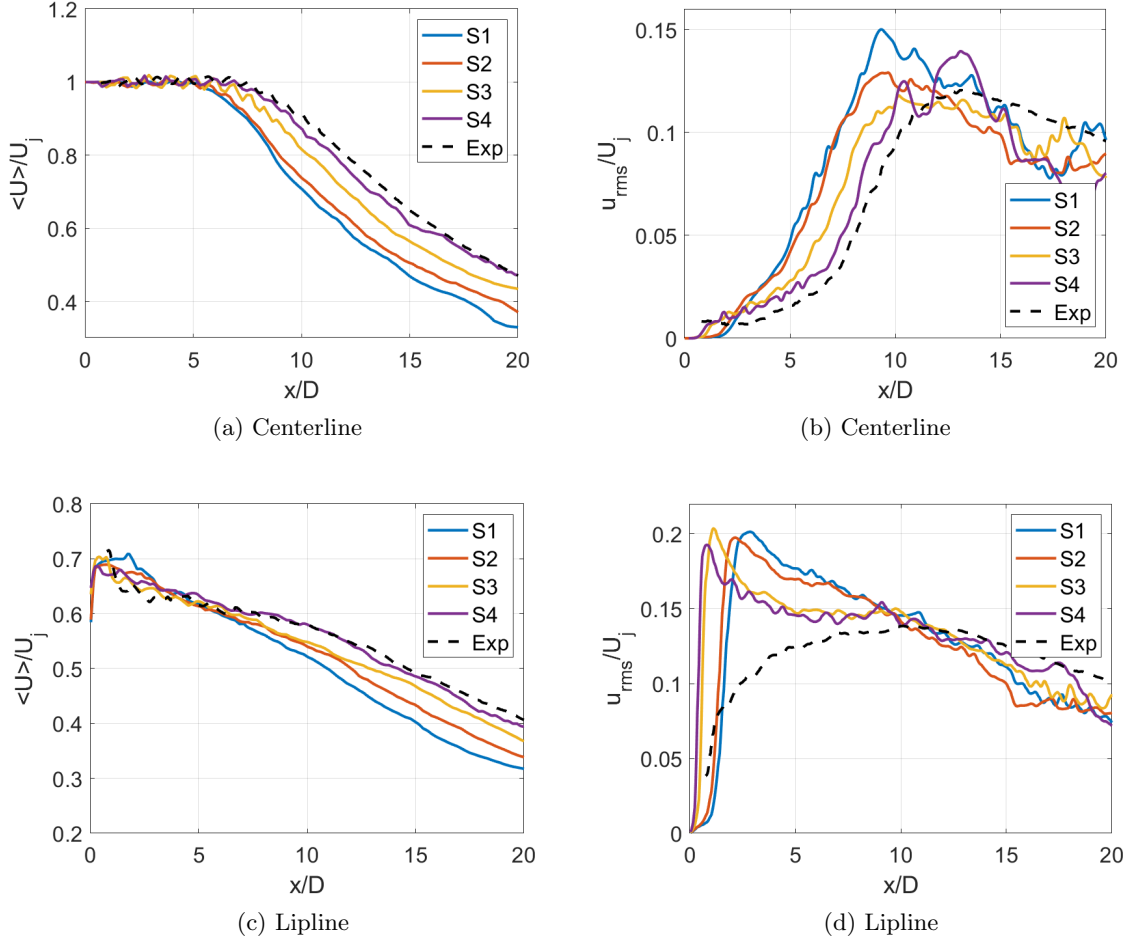 1.2
1
0.8
0.6
0.4
<U>/U_j
0 5 10 15 20
x/D
S1
S2
S3
S4
Exp
(a) Centerline
0.15
0.1
0.05
0
u_rms/U_j
0 5 10 15 20
x/D
S1
S2
S3
S4
Exp
(b) Centerline
0.8
0.7
0.6
0.5
0.4
0.3
0.2
<U>/U_j
0 5 10 15 20
x/D
S1
S2
S3
S4
Exp
(c) Lipline
0.2
0.15
0.1
0.05
0
u_rms/U_j
0 5 10 15 20
x/D
S1
S2
S3
S4
Exp
(d) Lipline